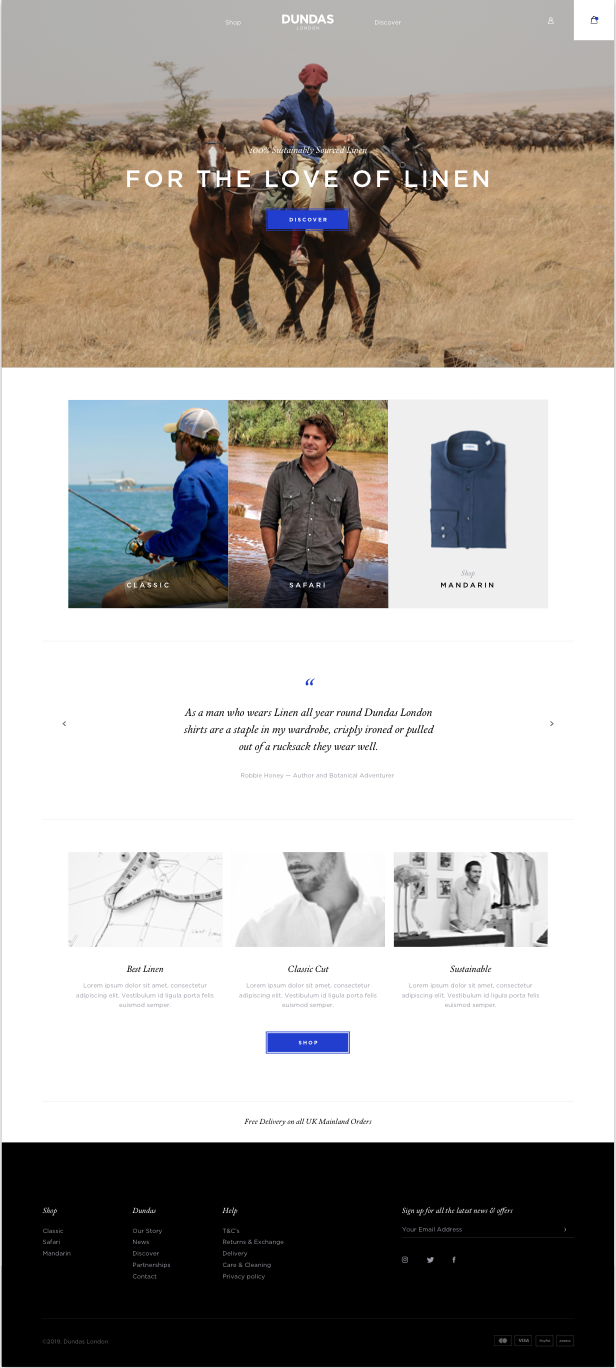 Shop
DUNDAS
LONDON
Discover
100% Sustainably Sourced Linen
FOR THE LOVE OF LINEN
DISCOVER
CLASSIC
SAFARI
Shop
MANDARIN
“
As a man who wears Linen all year round Dundas London
shirts are a staple in my wardrobe, crisply ironed or pulled
out of a rucksack they wear well.
Robbie Honey — Author and Botanical Adventurer
Best Linen
Lorem ipsum dolor sit amet, consectetur
adipiscing elit. Vestibulum id ligula porta felis
euismod semper.
Classic Cut
Lorem ipsum dolor sit amet, consectetur
adipiscing elit. Vestibulum id ligula porta felis
euismod semper.
Sustainable
Lorem ipsum dolor sit amet, consectetur
adipiscing elit. Vestibulum id ligula porta felis
euismod semper.
SHOP
Free Delivery on all UK Mainland Orders
Shop
Classic
Safari
Mandarin
Dundas
Our Story
News
Discover
Partnerships
Contact
Help
T&C's
Returns & Exchange
Delivery
Care & Cleaning
Privacy policy
Sign up for all the latest news & offers
Your Email Address
©2019. Dundas London
VISA
PayPal